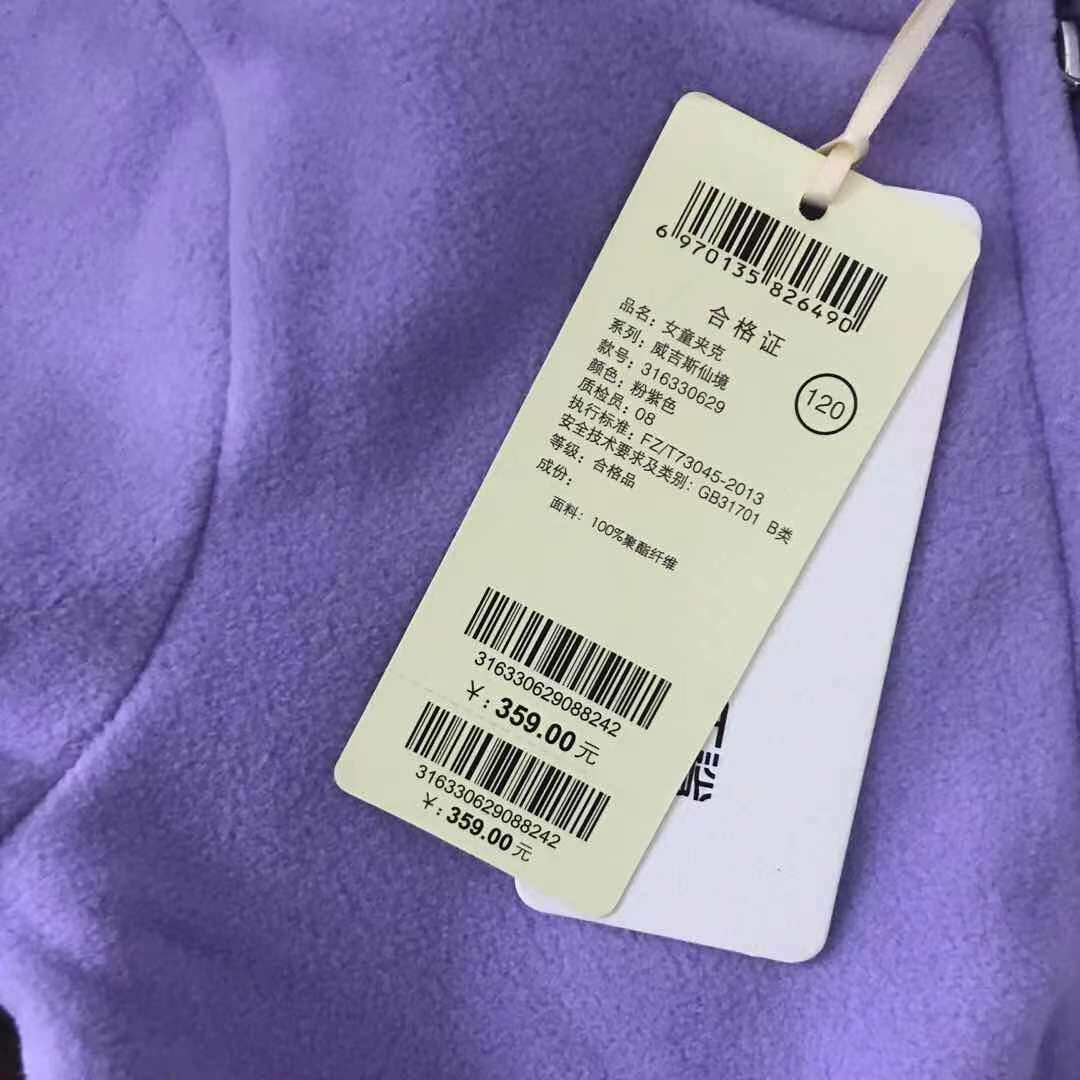 6 970135 826490
合格证
品名：女童夹克
系列：威吉斯仙境
款号：316330629
颜色：粉紫色
120
质检员：08
执行标准：FZ/T73045-2013
安全技术要求及类别：GB31701 B类
等级：合格品
成份：
面料：100%聚酯纤维
316330629088242
¥：359.00元
316330629088242
¥：359.00元